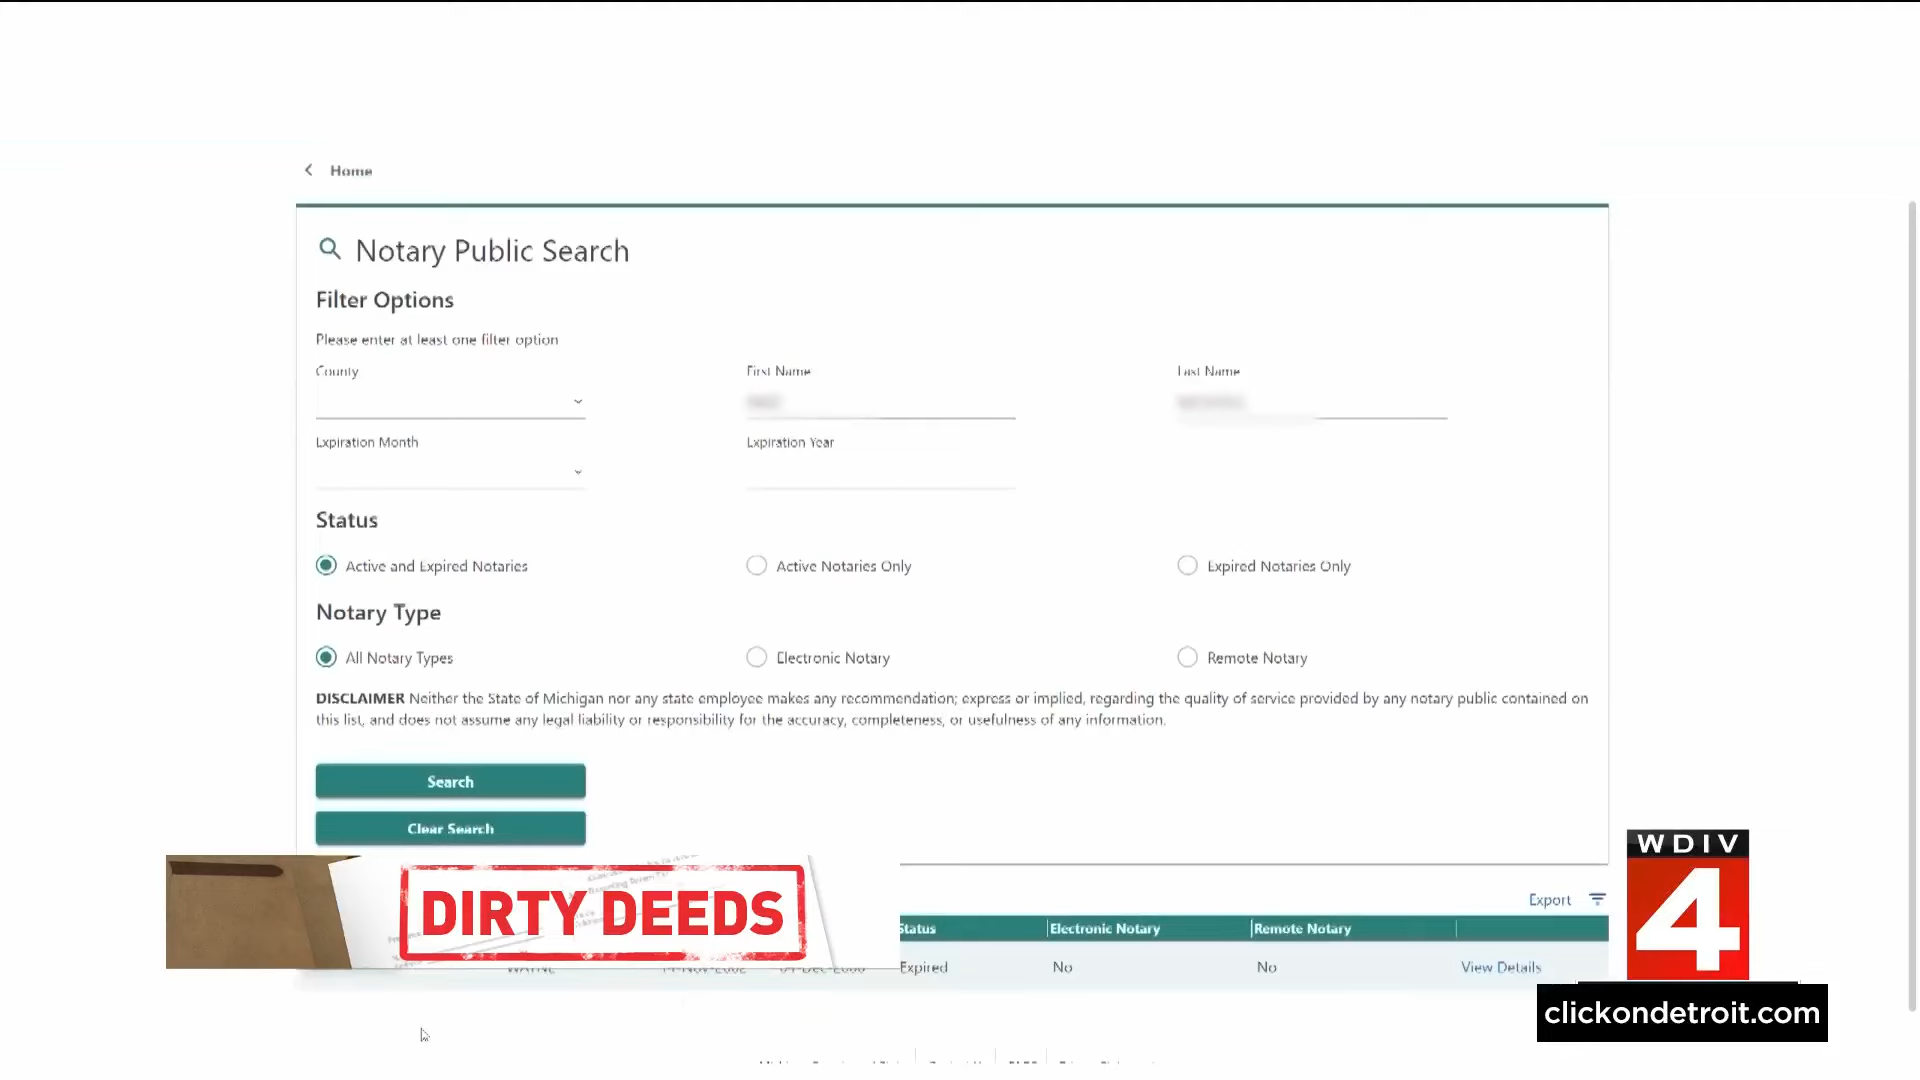 Home
Notary Public Search
Filter Options
Please enter at least one filter option
County
First Name
Last Name
Expiration Month
Expiration Year
Status
Active and Expired Notaries
Active Notaries Only
Expired Notaries Only
Notary Type
All Notary Types
Electronic Notary
Remote Notary
DISCLAIMER Neither the State of Michigan nor any state employee makes any recommendation; express or implied, regarding the quality of service provided by any notary public contained on
this list, and does not assume any legal liability or responsibility for the accuracy, completeness, or usefulness of any information.
Search
Clear Search
WDIV
4
DIRTY DEEDS
Export
Status
Electronic Notary
Remote Notary
WAYNE
Expired
No
No
View Details
clickondetroit.com